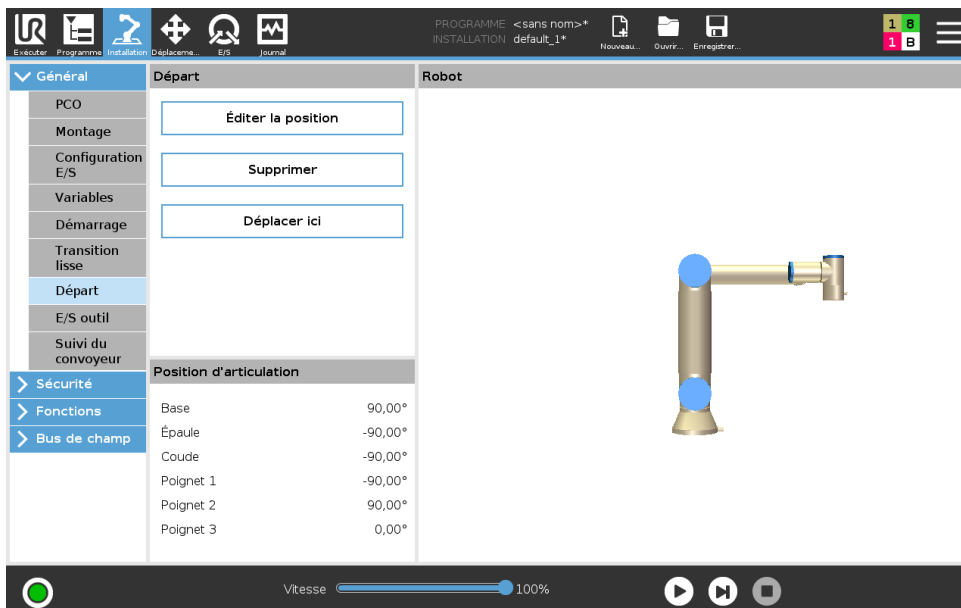 UR
PROGRAMME <sans nom>*
INSTALLATION default_1*
1 8
1 B
Exécuter Programme Installation Déplaceme... E/S Journal Nouveau... Ouvrir... Enregistrer...
Général
PCO
Montage
Configuration
E/S
Variables
Démarrage
Transition
lisse
Départ
E/S outil
Suivi du
convoyeur
Sécurité
Fonctions
Bus de champ
Départ
Éditer la position
Supprimer
Déplacer ici
Position d'articulation
Base 90,00°
Épaule -90,00°
Coude -90,00°
Poignet 1 -90,00°
Poignet 2 90,00°
Poignet 3 0,00°
Robot
Vitesse 100%